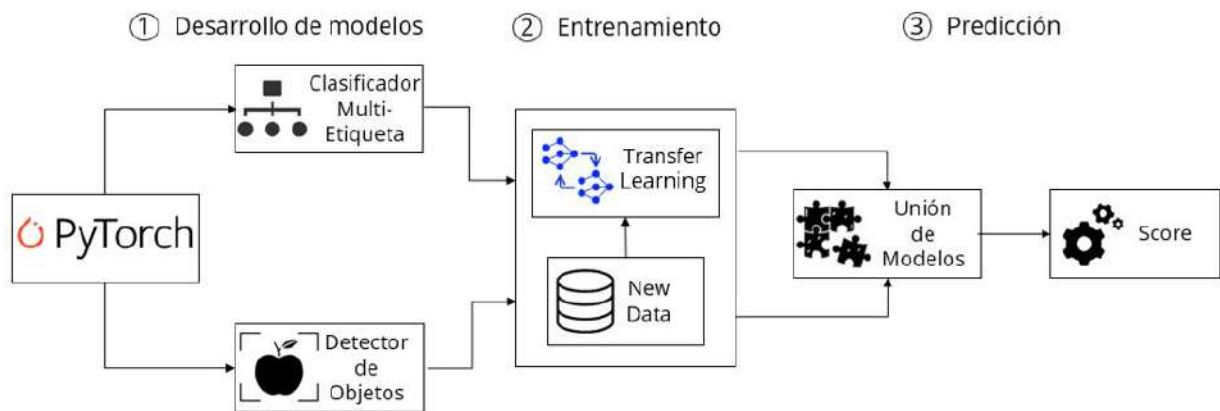 ① Desarrollo de modelos
② Entrenamiento
③ Predicción
Clasificador
Multi-
Etiqueta
PyTorch
Detector
de
Objetos
Transfer
Learning
New
Data
Unión
de
Modelos
Score